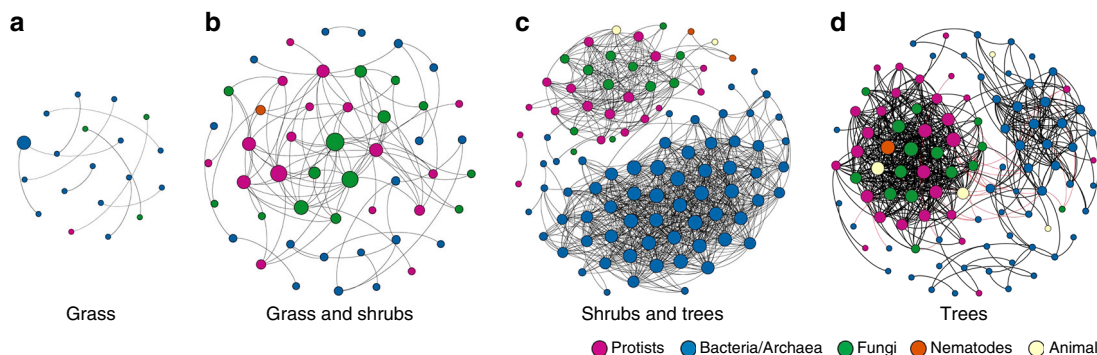 a
b
c
d
Grass
Grass and shrubs
Shrubs and trees
Trees
Protists Bacteria/Archaea Fungi Nematodes Animal